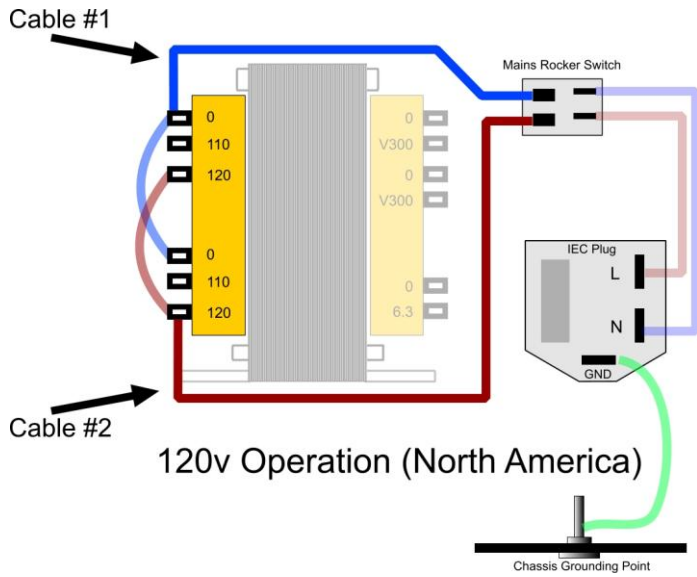 Cable #1
Mains Rocker Switch
0
110
120
0
110
120
0
V300
0
V300
0
6.3
IEC Plug
L
N
GND
Cable #2
120v Operation (North America)
Chassis Grounding Point